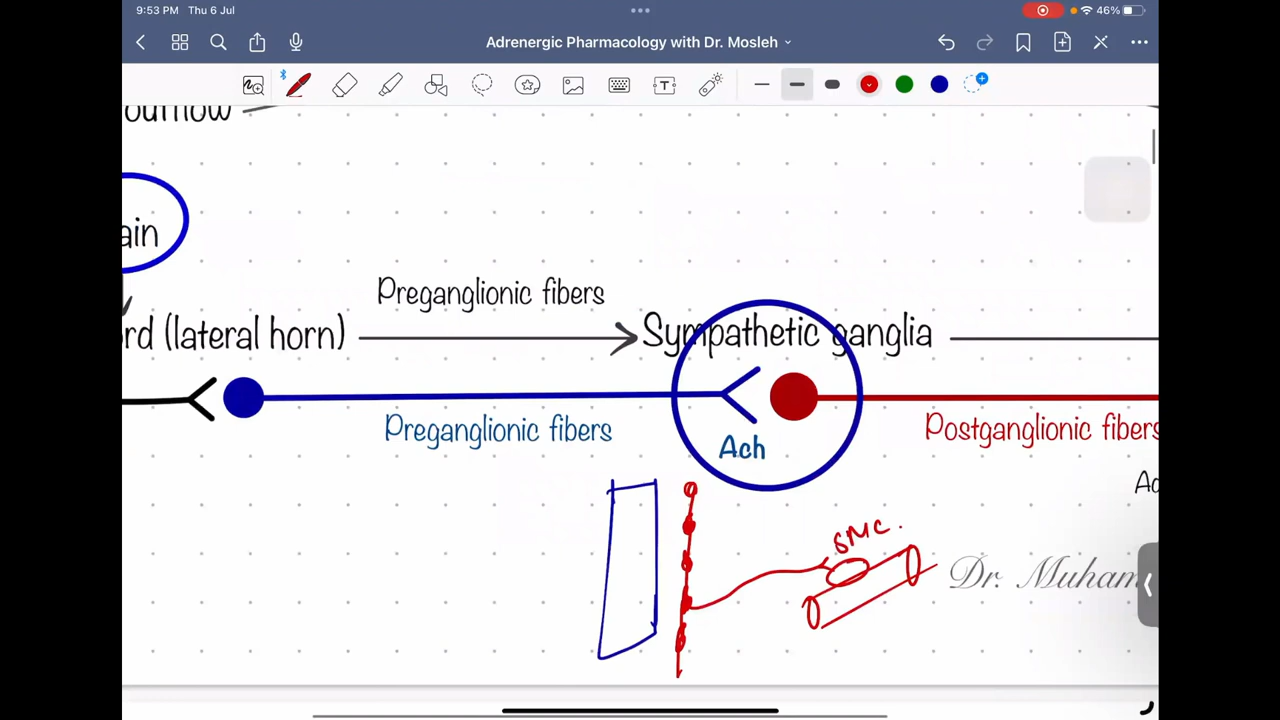 9:53 PM Thu 6 Jul
46%
Adrenergic Pharmacology with Dr. Mosleh
outflow
ain
Preganglionic fibers
rd (lateral horn)
Sympathetic ganglia
Preganglionic fibers
Ach
Postganglionic fibers
Ad
SMC.
Dr. Muham